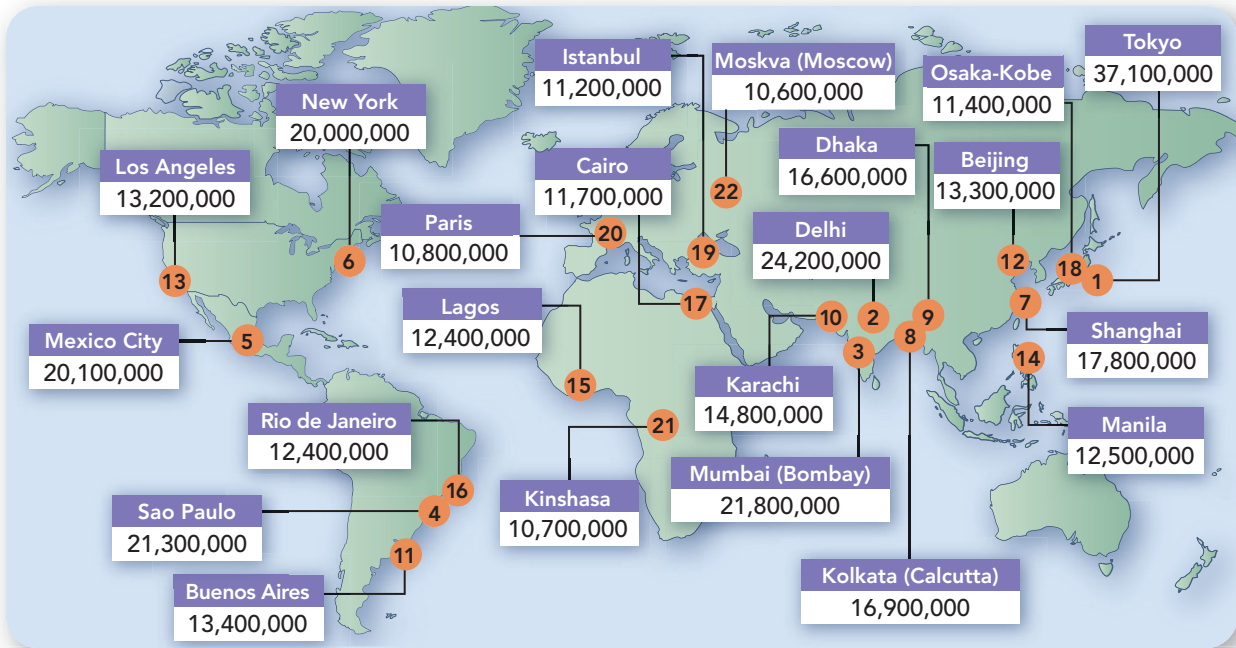 Tokyo
37,100,000
Istanbul
11,200,000
Moskva (Moscow)
10,600,000
Osaka-Kobe
11,400,000
New York
20,000,000
Dhaka
16,600,000
Beijing
13,300,000
Los Angeles
13,200,000
Cairo
11,700,000
22
Paris
10,800,000
20
Delhi
24,200,000
19
6
12
18
1
13
Lagos
12,400,000
17
10
2
9
7
5
Mexico City
20,100,000
3
8
14
Shanghai
17,800,000
15
Karachi
14,800,000
Rio de Janeiro
12,400,000
21
Manila
12,500,000
Mumbai (Bombay)
21,800,000
16
Kinshasa
10,700,000
Sao Paulo
21,300,000
4
11
Kolkata (Calcutta)
16,900,000
Buenos Aires
13,400,000